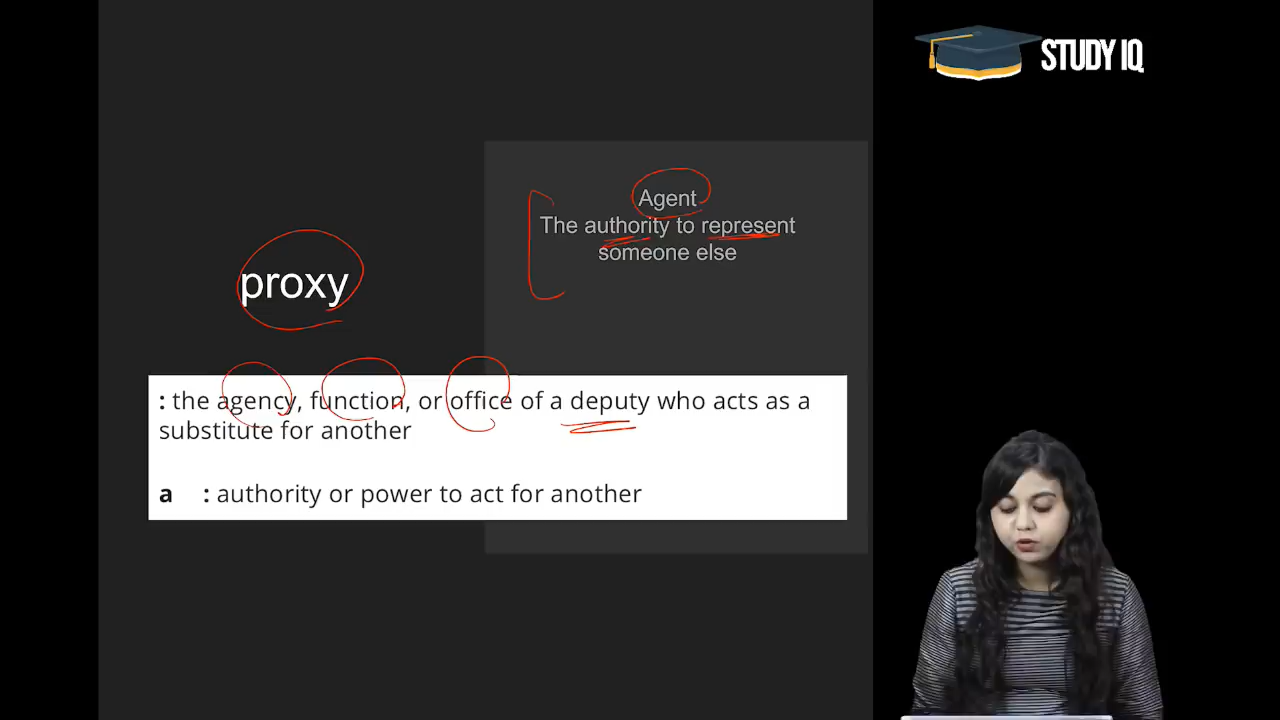 STUDY IQ
Agent
The authority to represent
someone else
proxy
: the agency, function, or office of a deputy who acts as a
substitute for another
a : authority or power to act for another